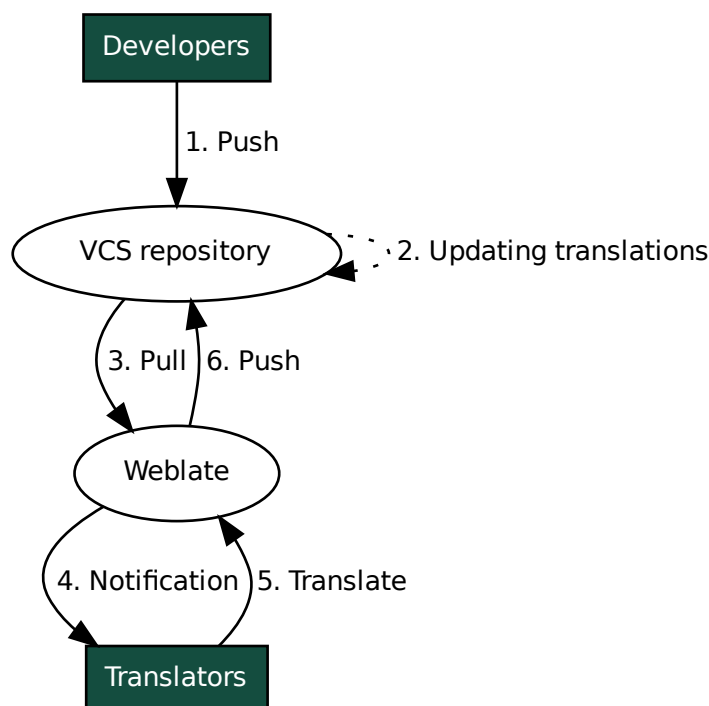 Developers
1. Push
VCS repository
2. Updating translations
3. Pull
6. Push
Weblate
4. Notification
5. Translate
Translators